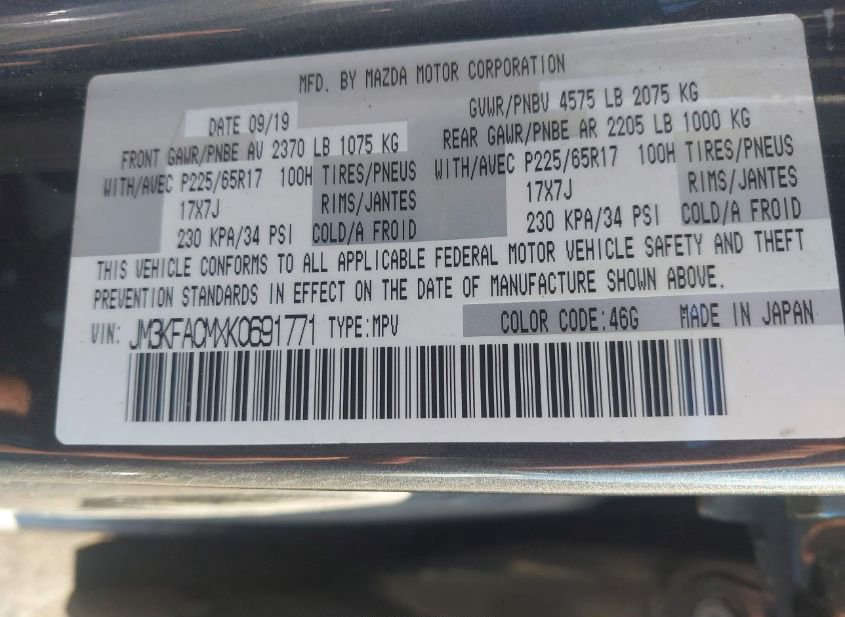 MFD. BY MAZDA MOTOR CORPORATION
DATE 09/19 GVWR/PNBV 4575 LB 2075 KG
FRONT GAWR/PNBE AV 2370 LB 1075 KG REAR GAWR/PNBE AR 2205 LB 1000 KG
WITH/AVEC P225/65R17 100H TIRES/PNEUS WITH/AVEC P225/65R17 100H TIRES/PNEUS
17X7J RIMS/JANTES 17X7J RIMS/JANTES
230 KPA/34 PSI COLD/A FROID 230 KPA/34 PSI COLD/A FROID
THIS VEHICLE CONFORMS TO ALL APPLICABLE FEDERAL MOTOR VEHICLE SAFETY AND THEFT
PREVENTION STANDARDS IN EFFECT ON THE DATE OF MANUFACTURE SHOWN ABOVE.
VIN: JM3KFACMXK0691771 TYPE:MPV COLOR CODE:46G MADE IN JAPAN